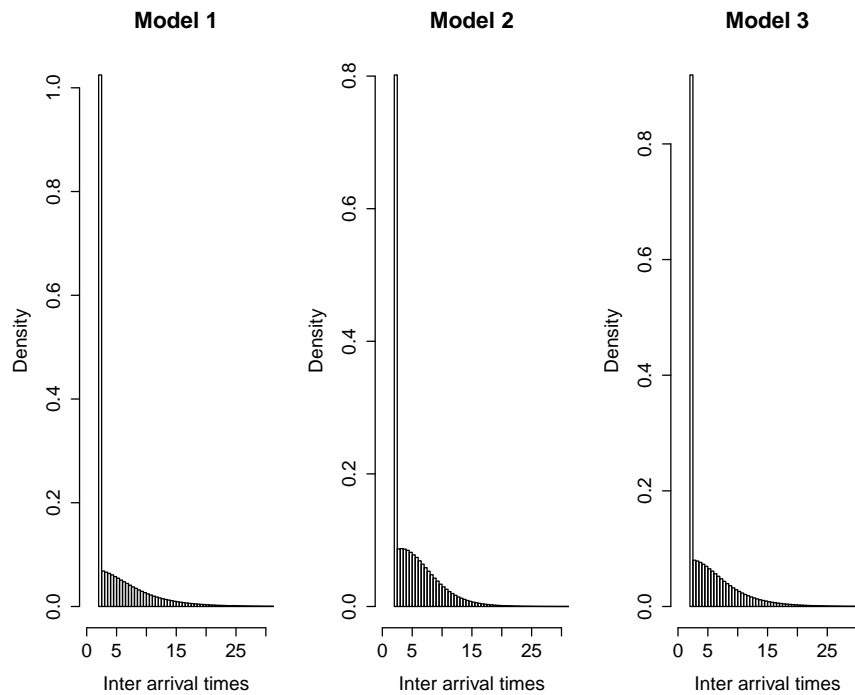 Model 1
Model 2
Model 3
Density
0.0 0.2 0.4 0.6 0.8 1.0
0 5 15 25
Inter arrival times
Density
0.0 0.2 0.4 0.6 0.8
0 5 15 25
Inter arrival times
Density
0.0 0.2 0.4 0.6 0.8
0 5 15 25
Inter arrival times